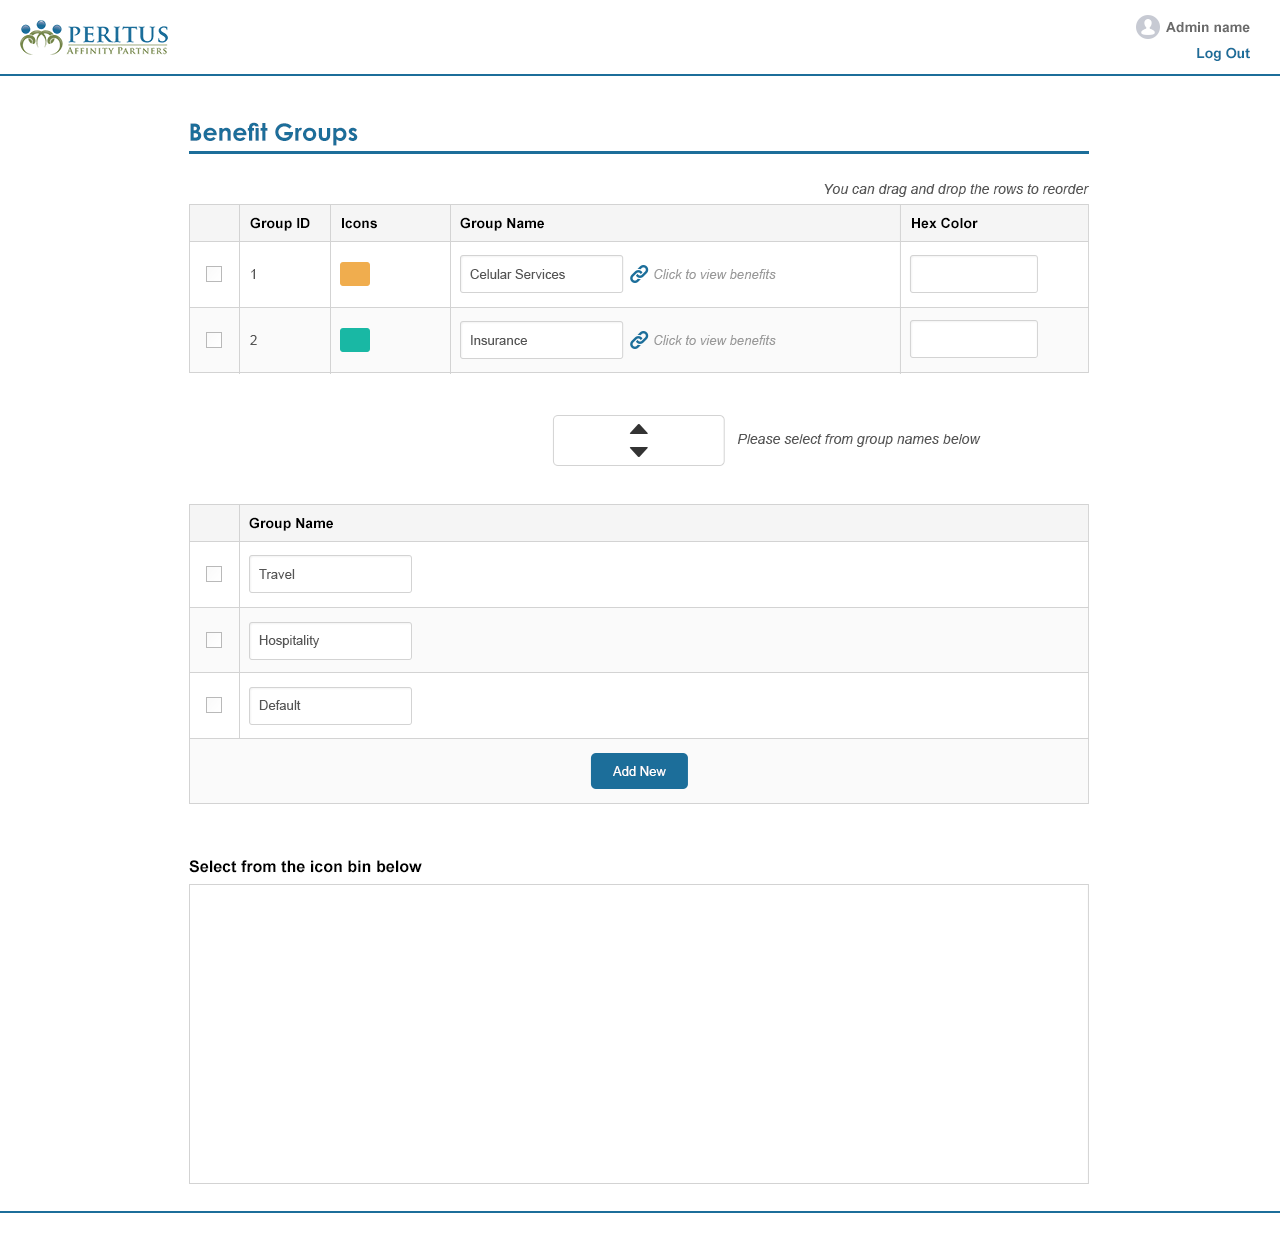 PERITUS
AFFINITY PARTNERS
Admin name
Log Out
Benefit Groups
You can drag and drop the rows to reorder
Group ID Icons Group Name Hex Color
1 Celular Services Click to view benefits
2 Insurance Click to view benefits
Please select from group names below
Group Name
Travel
Hospitality
Default
Add New
Select from the icon bin below